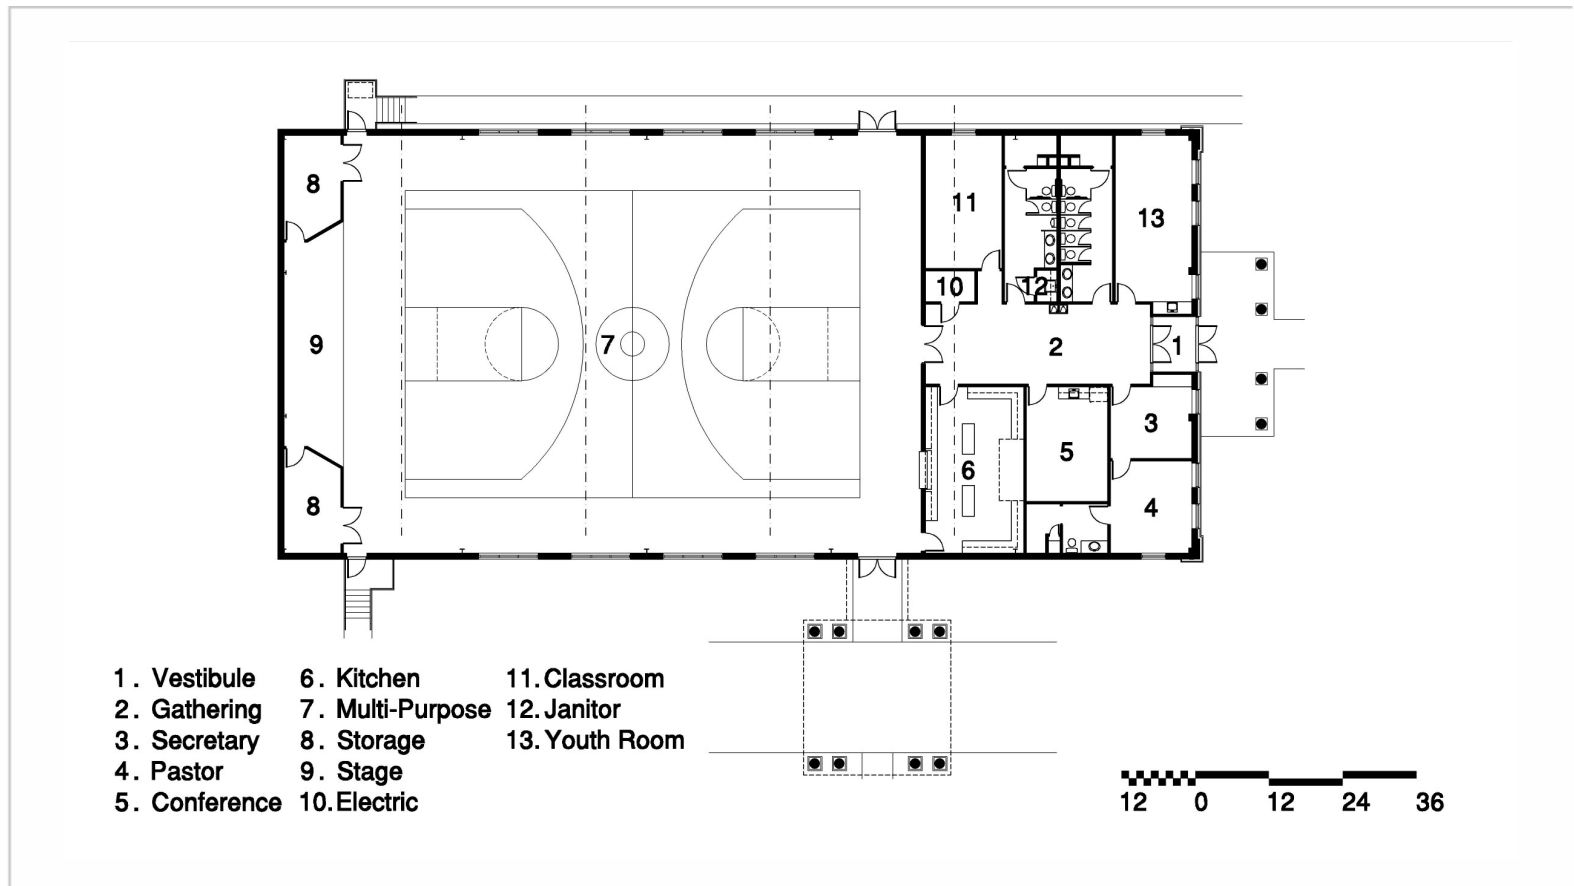 8
11
13
10
12
9
7
2
1
3
5
6
8
4
1. Vestibule
2. Gathering
3. Secretary
4. Pastor
5. Conference
6. Kitchen
7. Multi-Purpose
8. Storage
9. Stage
10. Electric
11. Classroom
12. Janitor
13. Youth Room
12 0 12 24 36